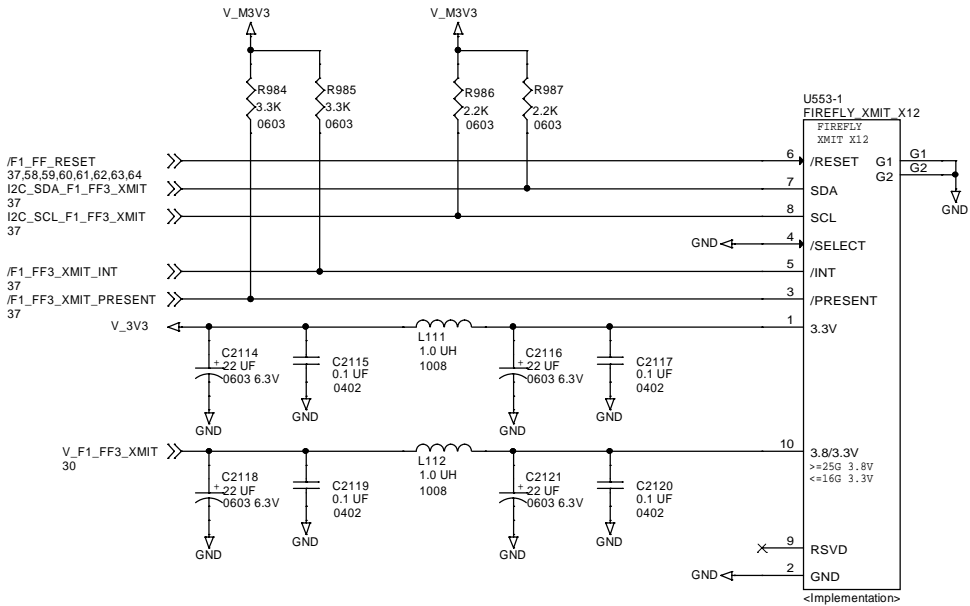 V_M3V3
V_M3V3
R984
3.3K
0603
R985
3.3K
0603
R986
2.2K
0603
R987
2.2K
0603
U553-1
FIREFLY_XMIT_X12
FIREFLY
XMIT X12
/F1_FF_RESET
37,58,59,60,61,62,63,64
6
/RESET
G1
G1
G2
G2
GND
I2C_SDA_F1_FF3_XMIT
37
7
SDA
I2C_SCL_F1_FF3_XMIT
37
8
SCL
GND
4
/SELECT
/F1_FF3_XMIT_INT
37
5
/INT
/F1_FF3_XMIT_PRESENT
37
3
/PRESENT
V_3V3
1
3.3V
L111
1.0 UH
1008
C2114
+ 22 UF
0603 6.3V
GND
C2115
0.1 UF
0402
GND
C2116
+ 22 UF
0603 6.3V
GND
C2117
0.1 UF
0402
GND
V_F1_FF3_XMIT
30
10
3.8/3.3V
>=25G 3.8V
<=16G 3.3V
L112
1.0 UH
1008
C2118
+ 22 UF
0603 6.3V
GND
C2119
0.1 UF
0402
GND
C2121
+ 22 UF
0603 6.3V
GND
C2120
0.1 UF
0402
GND
9
RSVD
GND
2
GND
<Implementation>